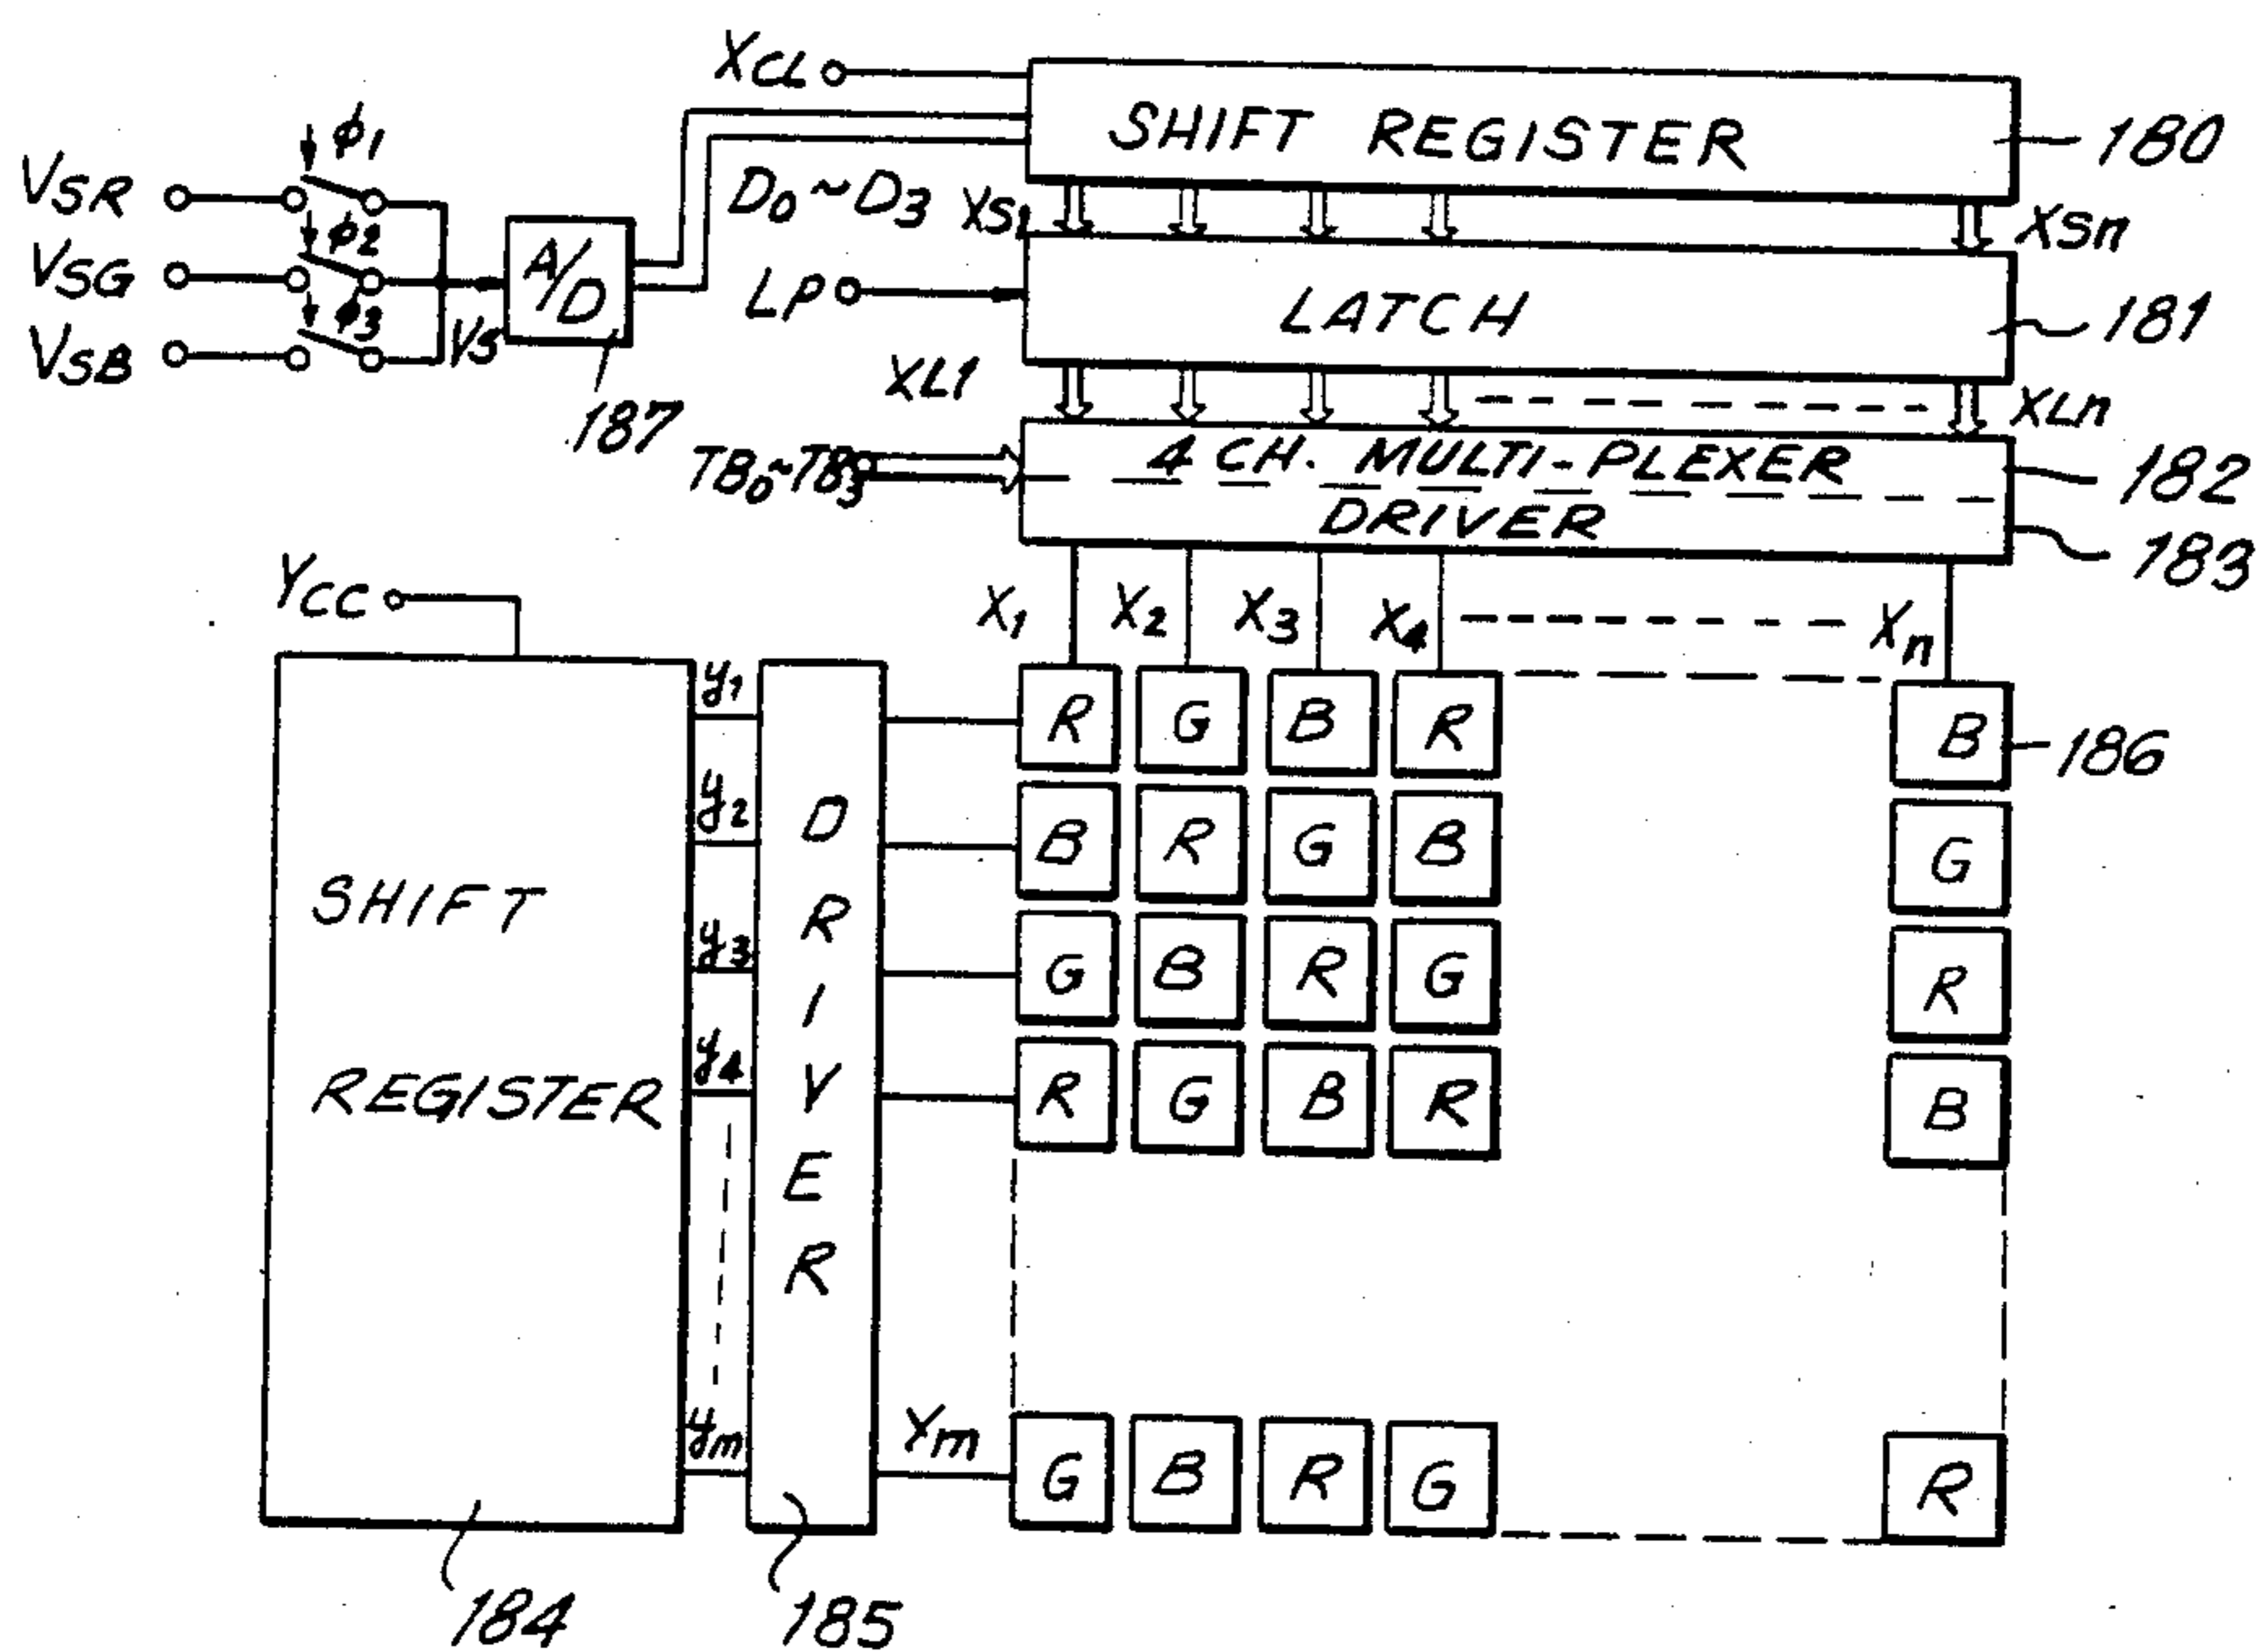 XCL
SHIFT REGISTER
180
φ1
VSR
D0~D3
XS1
XSn
φ2
VSG
A/D
LP
LATCH
181
φ3
VSB
VS
187
XL1
XLn
TB0~TB3
4 CH. MULTI-PLEXER
182
DRIVER
183
YCC
X1 X2 X3 X4 Xn
SHIFT
REGISTER
y1
y2
y3
y4
ym
DRIVER
Ym
R G B R B
186
B R G B G
G B R G R
R G B R B
G B R G R
184
185